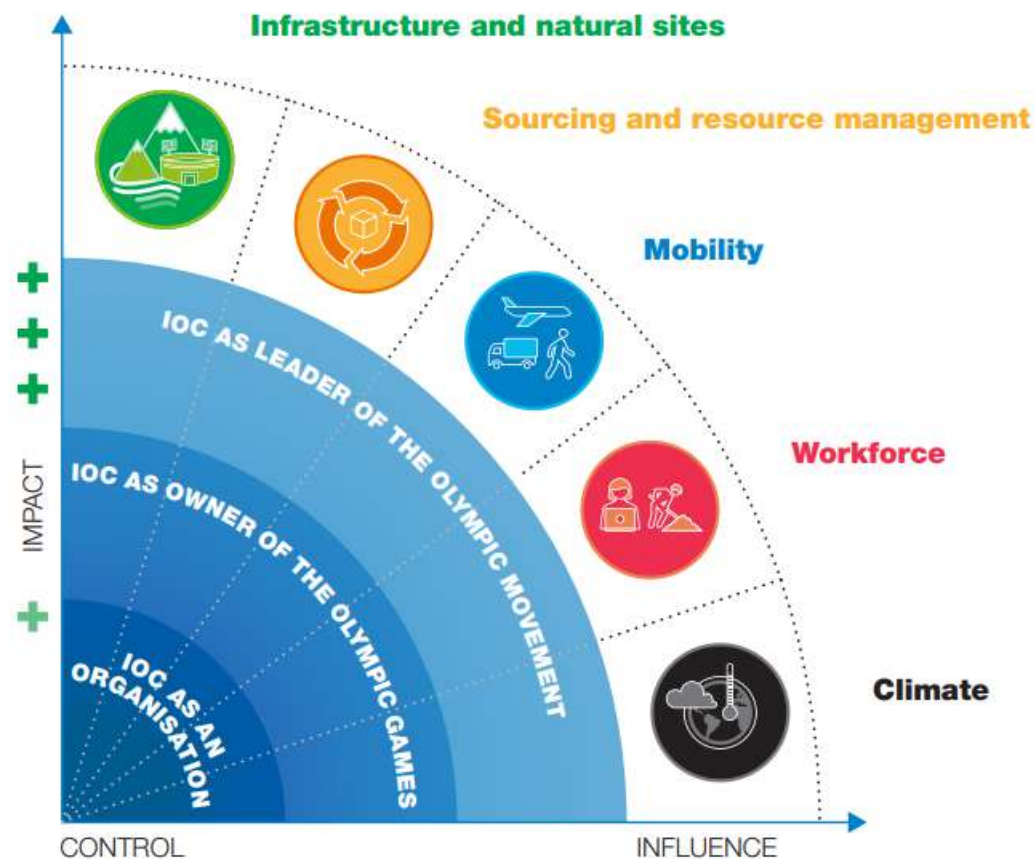 Infrastructure and natural sites
Sourcing and resource management
Mobility
Workforce
Climate
IOC AS LEADER OF THE OLYMPIC MOVEMENT
IOC AS OWNER OF THE OLYMPIC GAMES
IOC AS AN
ORGANISATION
+
+
+
IMPACT
+
CONTROL
INFLUENCE